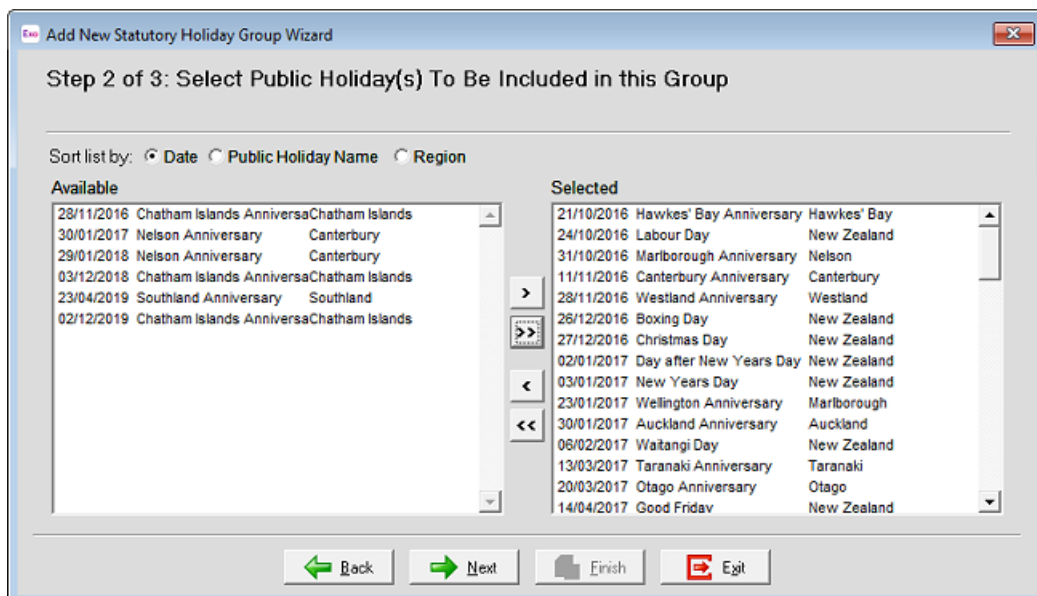 Exo Add New Statutory Holiday Group Wizard
Step 2 of 3: Select Public Holiday(s) To Be Included in this Group
Sort list by: Date Public Holiday Name Region
Available
28/11/2016 Chatham Islands AnniversaChatham Islands
30/01/2017 Nelson Anniversary Canterbury
29/01/2018 Nelson Anniversary Canterbury
03/12/2018 Chatham Islands AnniversaChatham Islands
23/04/2019 Southland Anniversary Southland
02/12/2019 Chatham Islands AnniversaChatham Islands
>
>>
<
<<
Selected
21/10/2016 Hawkes' Bay Anniversary Hawkes' Bay
24/10/2016 Labour Day New Zealand
31/10/2016 Marlborough Anniversary Nelson
11/11/2016 Canterbury Anniversary Canterbury
28/11/2016 Westland Anniversary Westland
26/12/2016 Boxing Day New Zealand
27/12/2016 Christmas Day New Zealand
02/01/2017 Day after New Years Day New Zealand
03/01/2017 New Years Day New Zealand
23/01/2017 Wellington Anniversary Marlborough
30/01/2017 Auckland Anniversary Auckland
06/02/2017 Waitangi Day New Zealand
13/03/2017 Taranaki Anniversary Taranaki
20/03/2017 Otago Anniversary Otago
14/04/2017 Good Friday New Zealand
Back Next Finish Exit